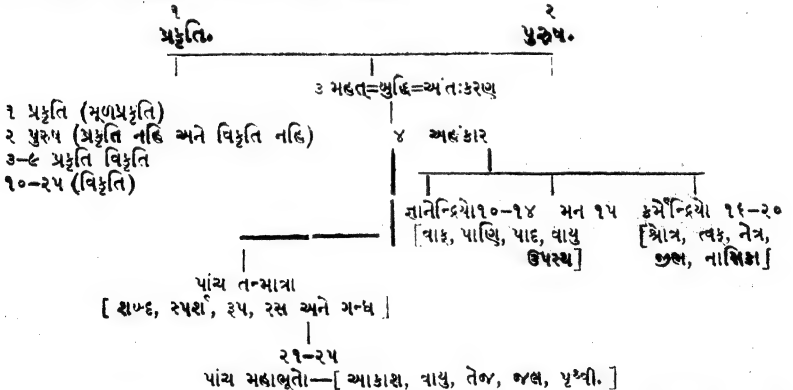 ૧ ૨
પ્રકૃતિ. પુરુષ.
૩ મહત્=બુદ્ધિ=અંતઃકરણ
૧ પ્રકૃતિ (મૂળપ્રકૃતિ)
૨ પુરુષ (પ્રકૃતિ નહિ અને વિકૃતિ નહિ) ૪ અહંકાર
૩-૯ પ્રકૃતિ વિકૃતિ
૧૦-૨૫ (વિકૃતિ)
જ્ઞાનેન્દ્રિયો૧૦-૧૪ મન ૧૫ કર્મેન્દ્રિયો ૧૬-૨૦
[વાક્, પાણિ, પાદ, વાયુ [શ્રોત્ર, ત્વક્, નેત્ર,
ઉપસ્થ] જીભ, નાસિકા]
પાંચ તન્માત્રા
[ શબ્દ, સ્પર્શ, રૂપ, રસ અને ગન્ધ ]
૨૧-૨૫
પાંચ મહાભૂતો—[ આકાશ, વાયુ, તેજ, જલ, પૃથ્વી. ]